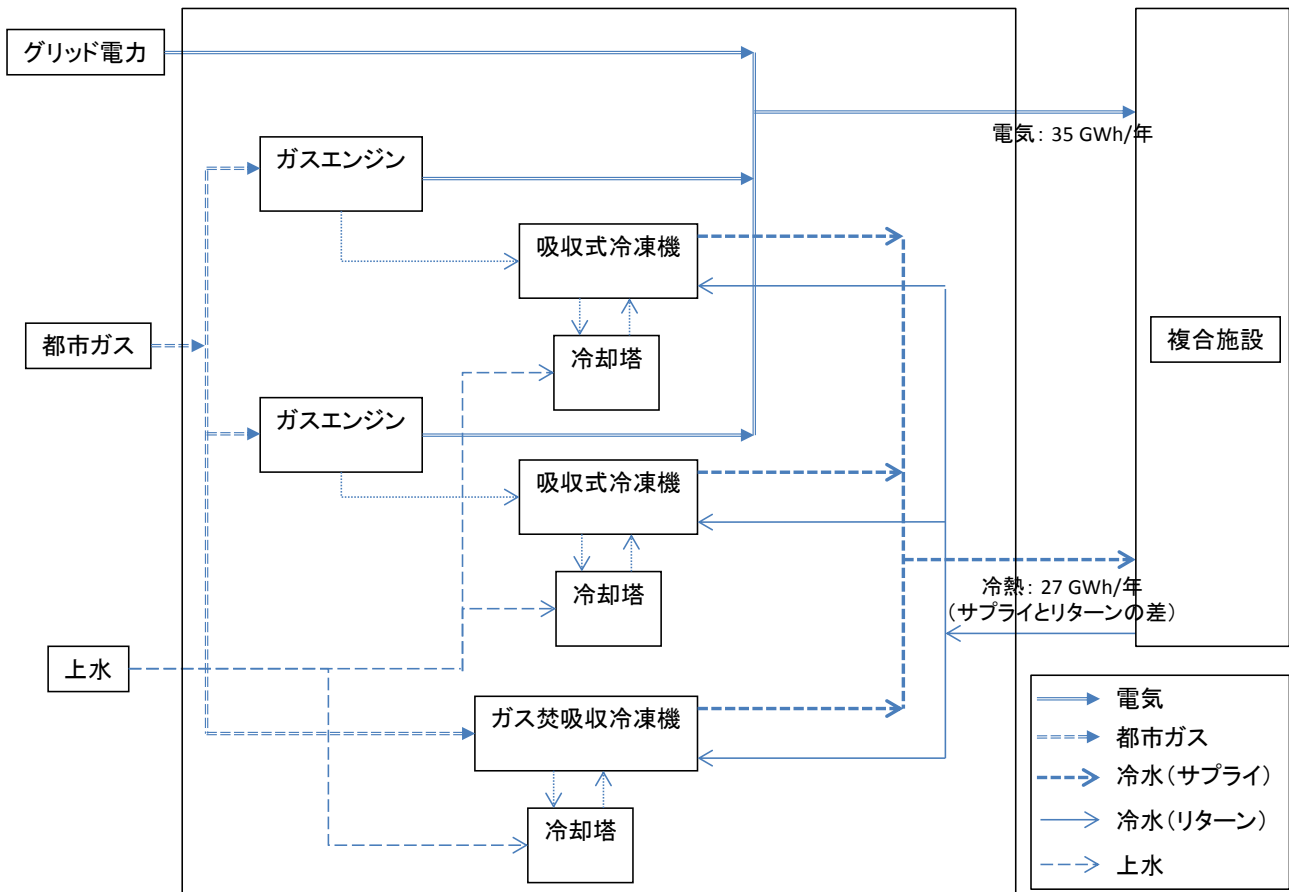 グリッド電力
電気: 35 GWh/年
ガスエンジン
吸収式冷凍機
冷却塔
都市ガス
複合施設
ガスエンジン
吸収式冷凍機
冷却塔
冷熱: 27 GWh/年
(サプライとリターンの差)
上水
ガス焚吸収冷凍機
冷却塔
電気
都市ガス
冷水(サプライ)
冷水(リターン)
上水